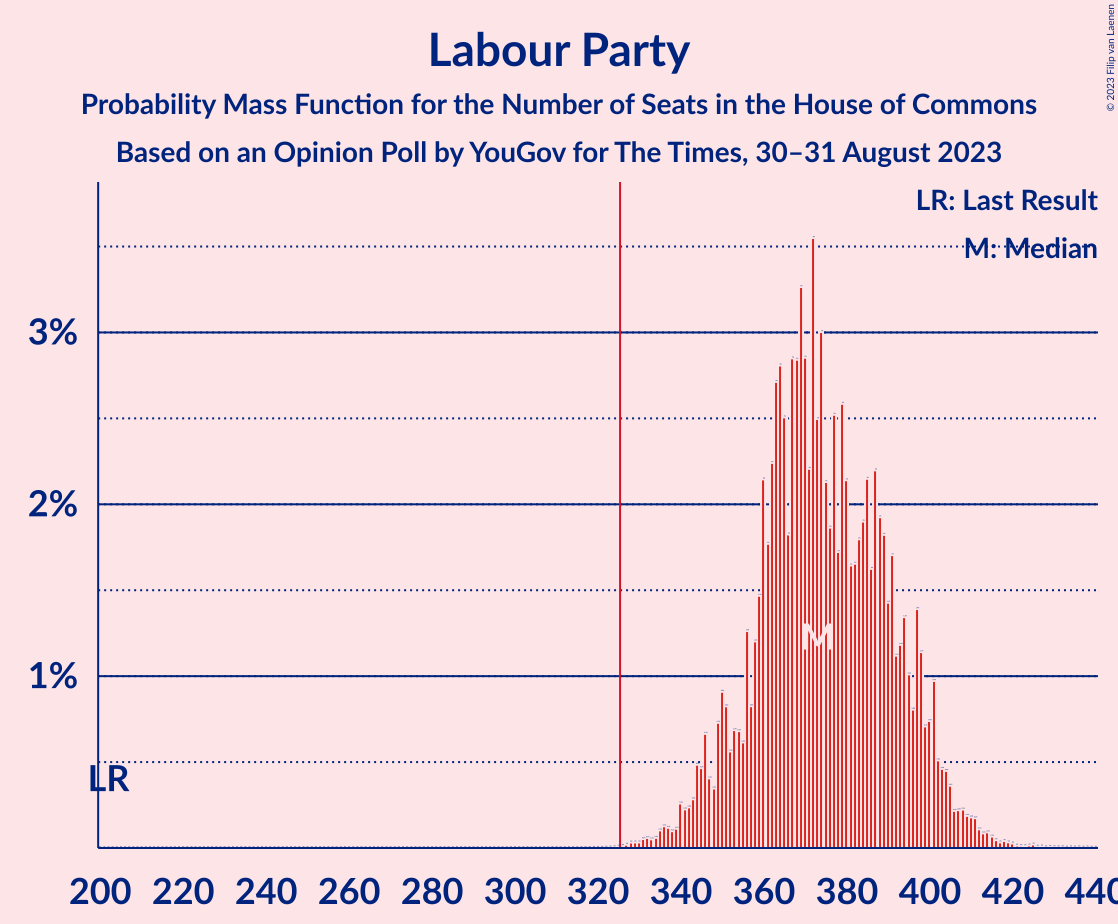 Labour Party
Probability Mass Function for the Number of Seats in the House of Commons
Based on an Opinion Poll by YouGov for The Times, 30–31 August 2023
© 2023 Filip van Laenen
LR: Last Result
M: Median
3%
2%
1%
M
LR
200 220 240 260 280 300 320 340 360 380 400 420 440